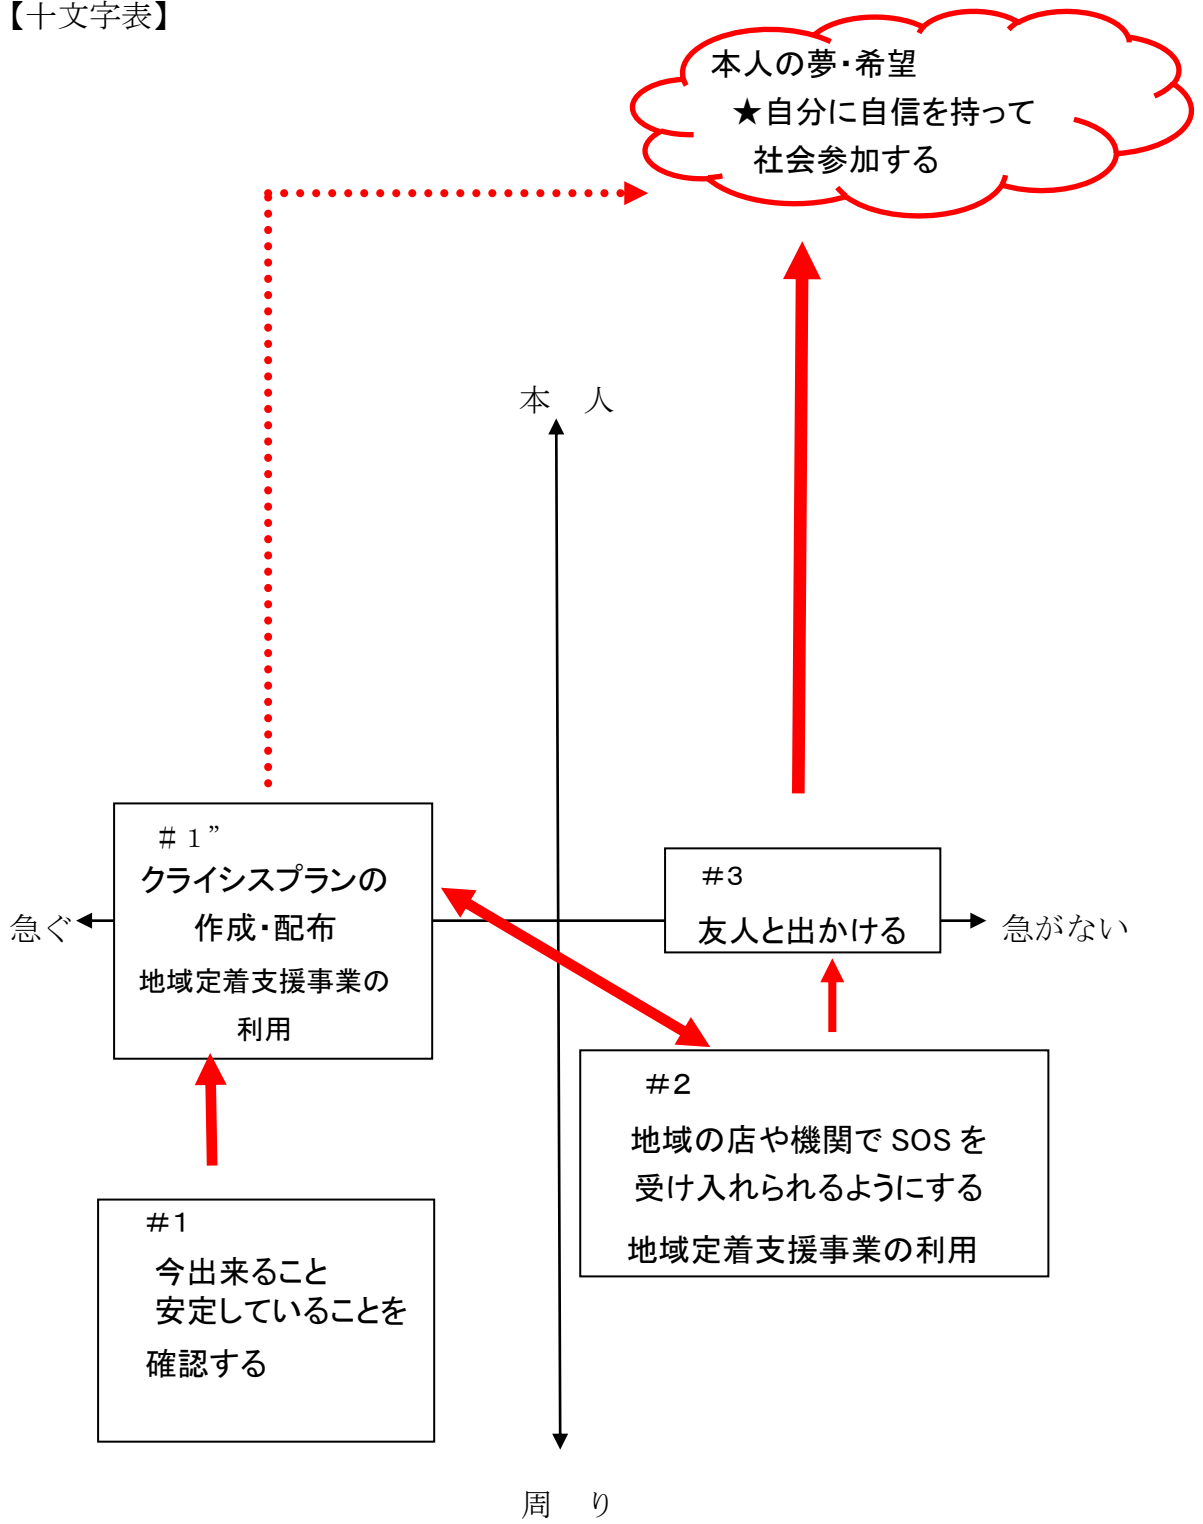 【十文字表】
本人の夢・希望
★自分に自信を持って
社会参加する
本　人
＃１”
クライシスプランの
作成・配布
地域定着支援事業の
利用
急ぐ
＃3
友人と出かける
急がない
＃2
地域の店や機関で SOS を
受け入れられるようにする
地域定着支援事業の利用
＃1
今出来ること
安定していることを
確認する
周　り